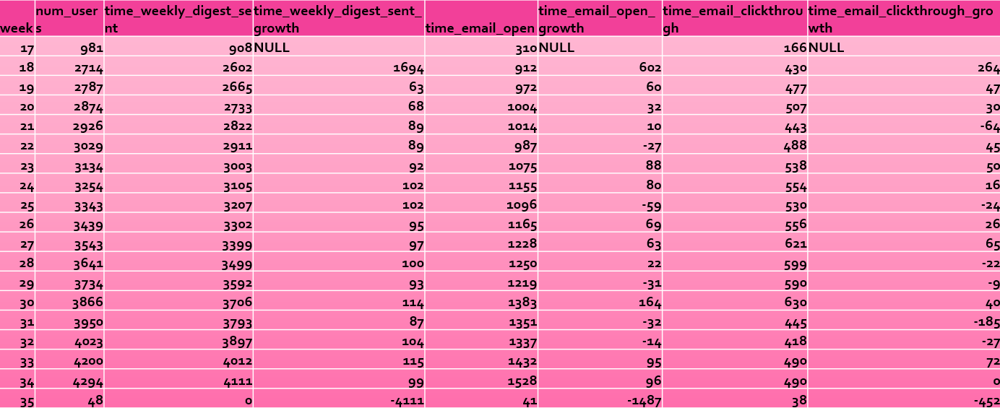 week num_users time_weekly_digest_sent time_weekly_digest_sent_growth time_email_open time_email_open_growth time_email_clickthrough time_email_clickthrough_growth
17 981 908 NULL 310 NULL 166 NULL
18 2714 2602 1694 912 602 430 264
19 2787 2665 63 972 60 477 47
20 2874 2733 68 1004 32 507 30
21 2926 2822 89 1014 10 443 -64
22 3029 2911 89 987 -27 488 45
23 3134 3003 92 1075 88 538 50
24 3254 3105 102 1155 80 554 16
25 3343 3207 102 1096 -59 530 -24
26 3439 3302 95 1165 69 556 26
27 3543 3399 97 1228 63 621 65
28 3641 3499 100 1250 22 599 -22
29 3734 3592 93 1219 -31 590 -9
30 3866 3706 114 1383 164 630 40
31 3950 3793 87 1351 -32 445 -185
32 4023 3897 104 1337 -14 418 -27
33 4200 4012 115 1432 95 490 72
34 4294 4111 99 1528 96 490 0
35 48 0 -4111 41 -1487 38 -452